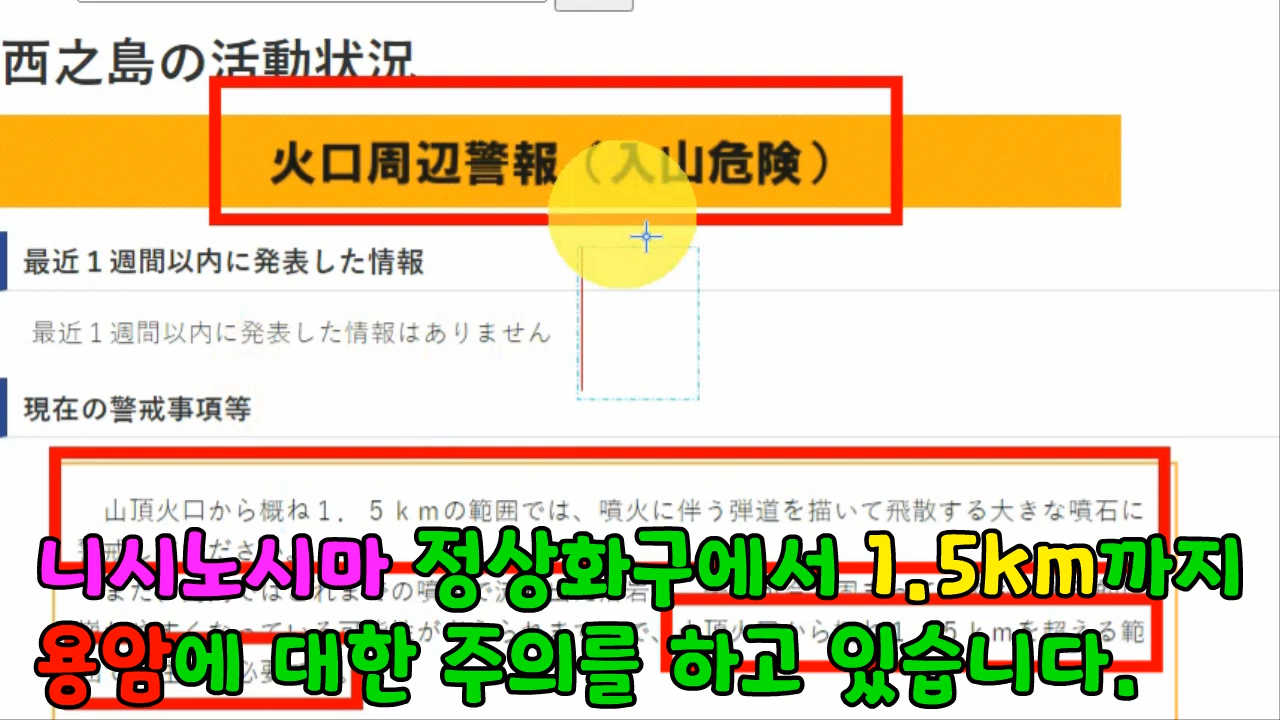 西之島の活動状況
火口周辺警報（入山危険）
最近１週間以内に発表した情報
最近１週間以内に発表した情報はありません
現在の警戒事項等
山頂火口から概ね１．５ｋｍの範囲では、噴火に伴う弾道を描いて飛散する大きな噴石に
니시노시마 정상화구에서 1.5km까지
용암에 대한 주의를 하고 있습니다.